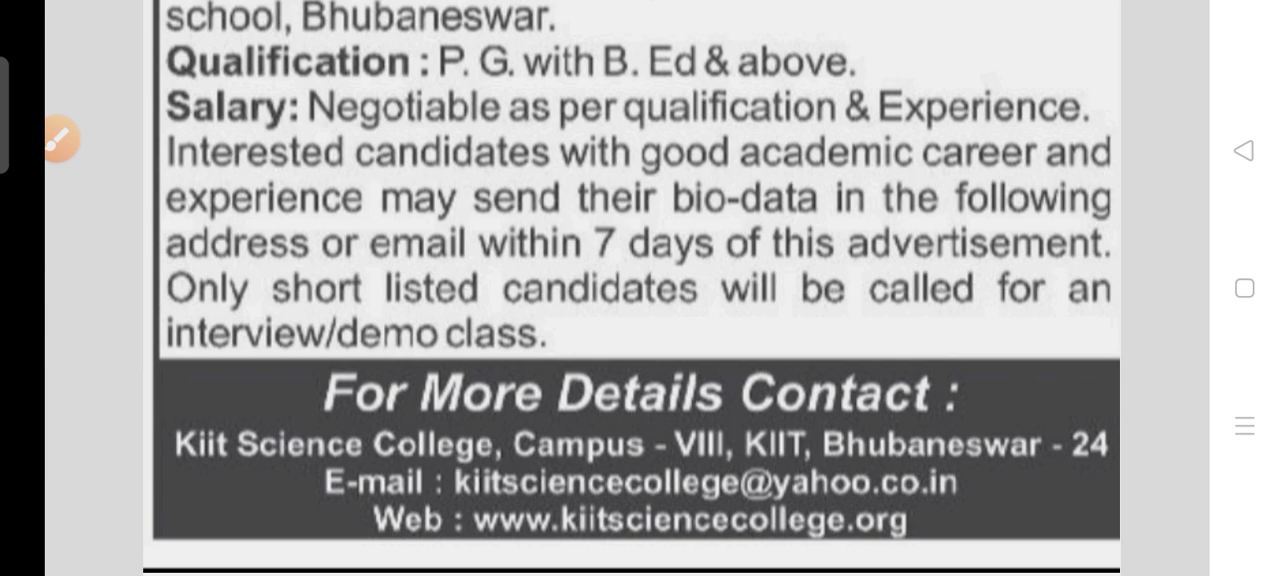 school, Bhubaneswar.
Qualification : P. G. with B. Ed & above.
Salary: Negotiable as per qualification & Experience.
Interested candidates with good academic career and
experience may send their bio-data in the following
address or email within 7 days of this advertisement.
Only short listed candidates will be called for an
interview/demo class.
For More Details Contact :
Kiit Science College, Campus - VIII, KIIT, Bhubaneswar - 24
E-mail : kiitsciencecollege@yahoo.co.in
Web : www.kiitsciencecollege.org